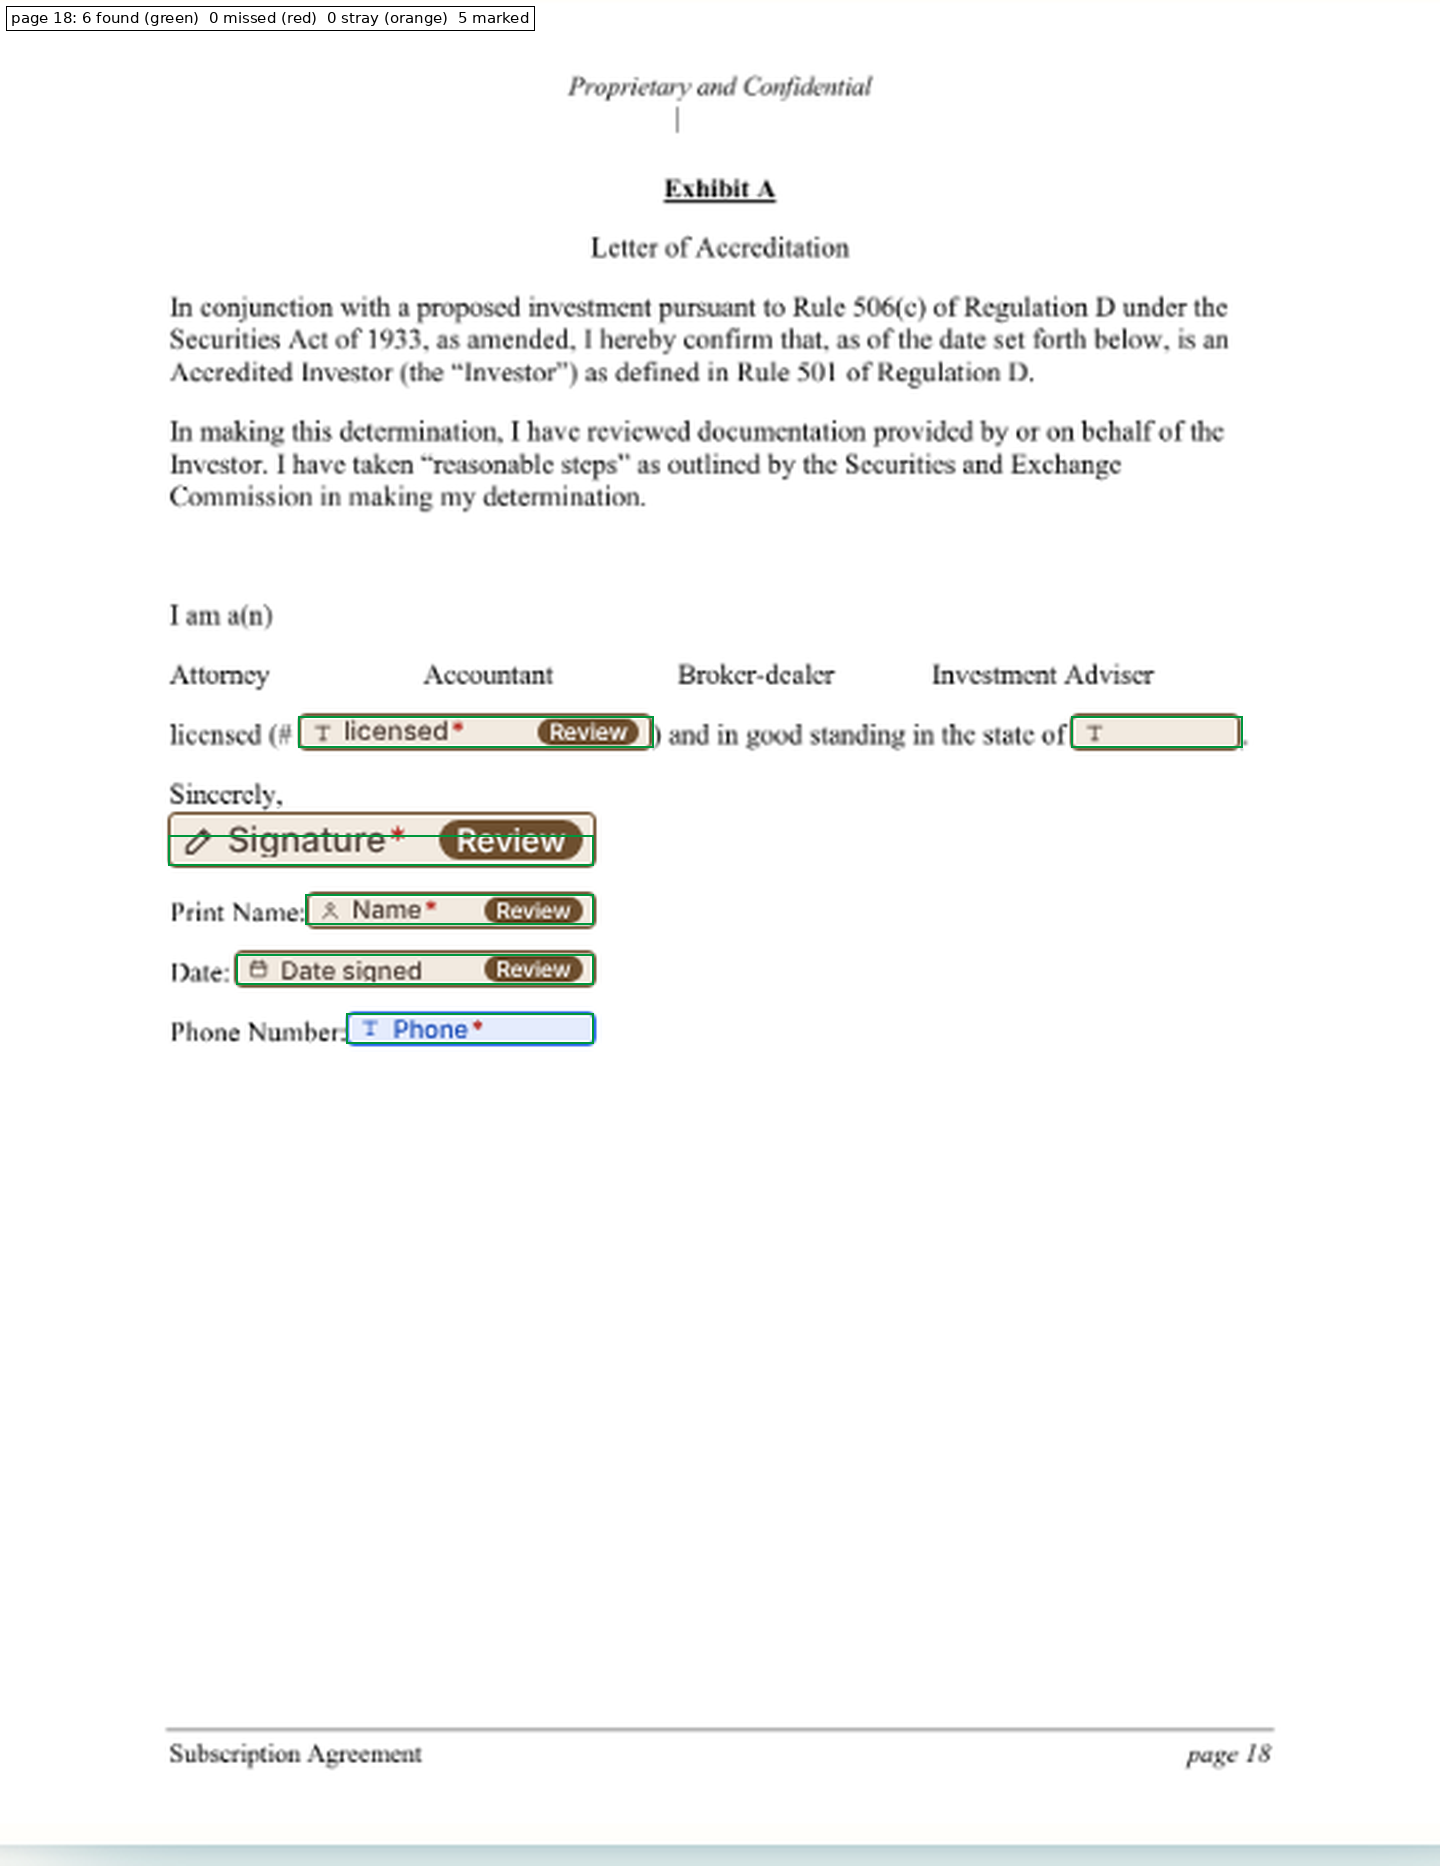 page 18: 6 found (green) 0 missed (red) 0 stray (orange) 5 marked
Proprietary and Confidential
Exhibit A
Letter of Accreditation
In conjunction with a proposed investment pursuant to Rule 506(c) of Regulation D under the
Securities Act of 1933, as amended, I hereby confirm that, as of the date set forth below, is an
Accredited Investor (the “Investor”) as defined in Rule 501 of Regulation D.
In making this determination, I have reviewed documentation provided by or on behalf of the
Investor. I have taken “reasonable steps” as outlined by the Securities and Exchange
Commission in making my determination.
I am a(n)
Attorney Accountant Broker-dealer Investment Adviser
licensed (# T licensed* Review ) and in good standing in the state of T .
Sincerely,
Signature* Review
Print Name: Name* Review
Date: Date signed Review
Phone Number: T Phone*
Subscription Agreement page 18